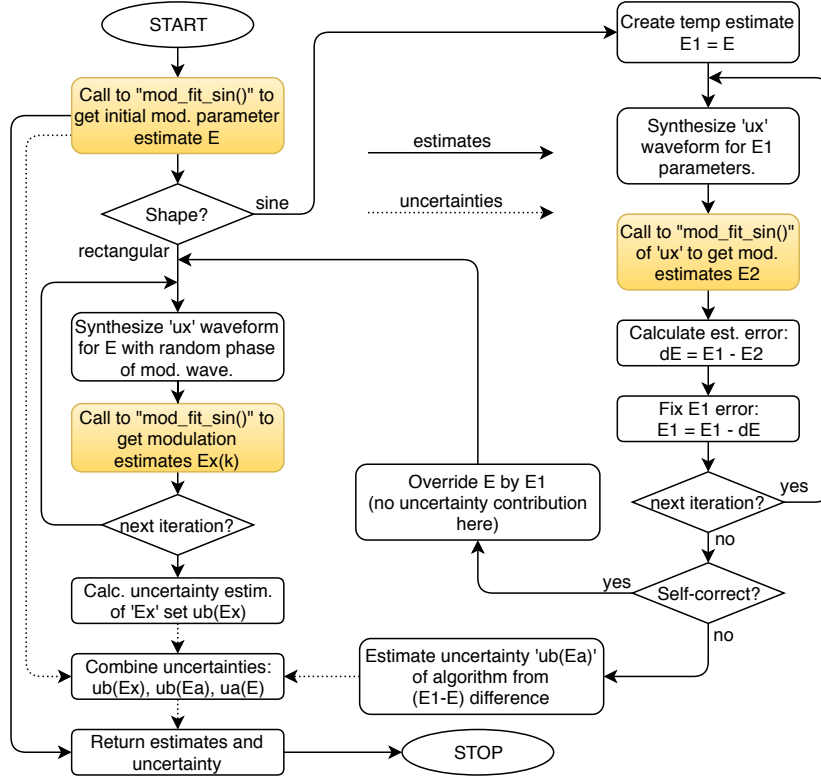 START
Call to "mod_fit_sin()" to
get initial mod. parameter
estimate E
Shape?
sine
rectangular
Synthesize 'ux' waveform
for E with random phase
of mod. wave.
Call to "mod_fit_sin()" to
get modulation
estimates Ex(k)
next iteration?
Calc. uncertainty estim.
of 'Ex' set ub(Ex)
Combine uncertainties:
ub(Ex), ub(Ea), ua(E)
Return estimates and
uncertainty
STOP
estimates
uncertainties
Create temp estimate
E1 = E
Synthesize 'ux'
waveform for E1
parameters.
Call to "mod_fit_sin()"
of 'ux' to get mod.
estimates E2
Calculate est. error:
dE = E1 - E2
Fix E1 error:
E1 = E1 - dE
next iteration?
yes
no
Self-correct?
yes
no
Override E by E1
(no uncertainty contribution
here)
Estimate uncertainty 'ub(Ea)'
of algorithm from
(E1-E) difference